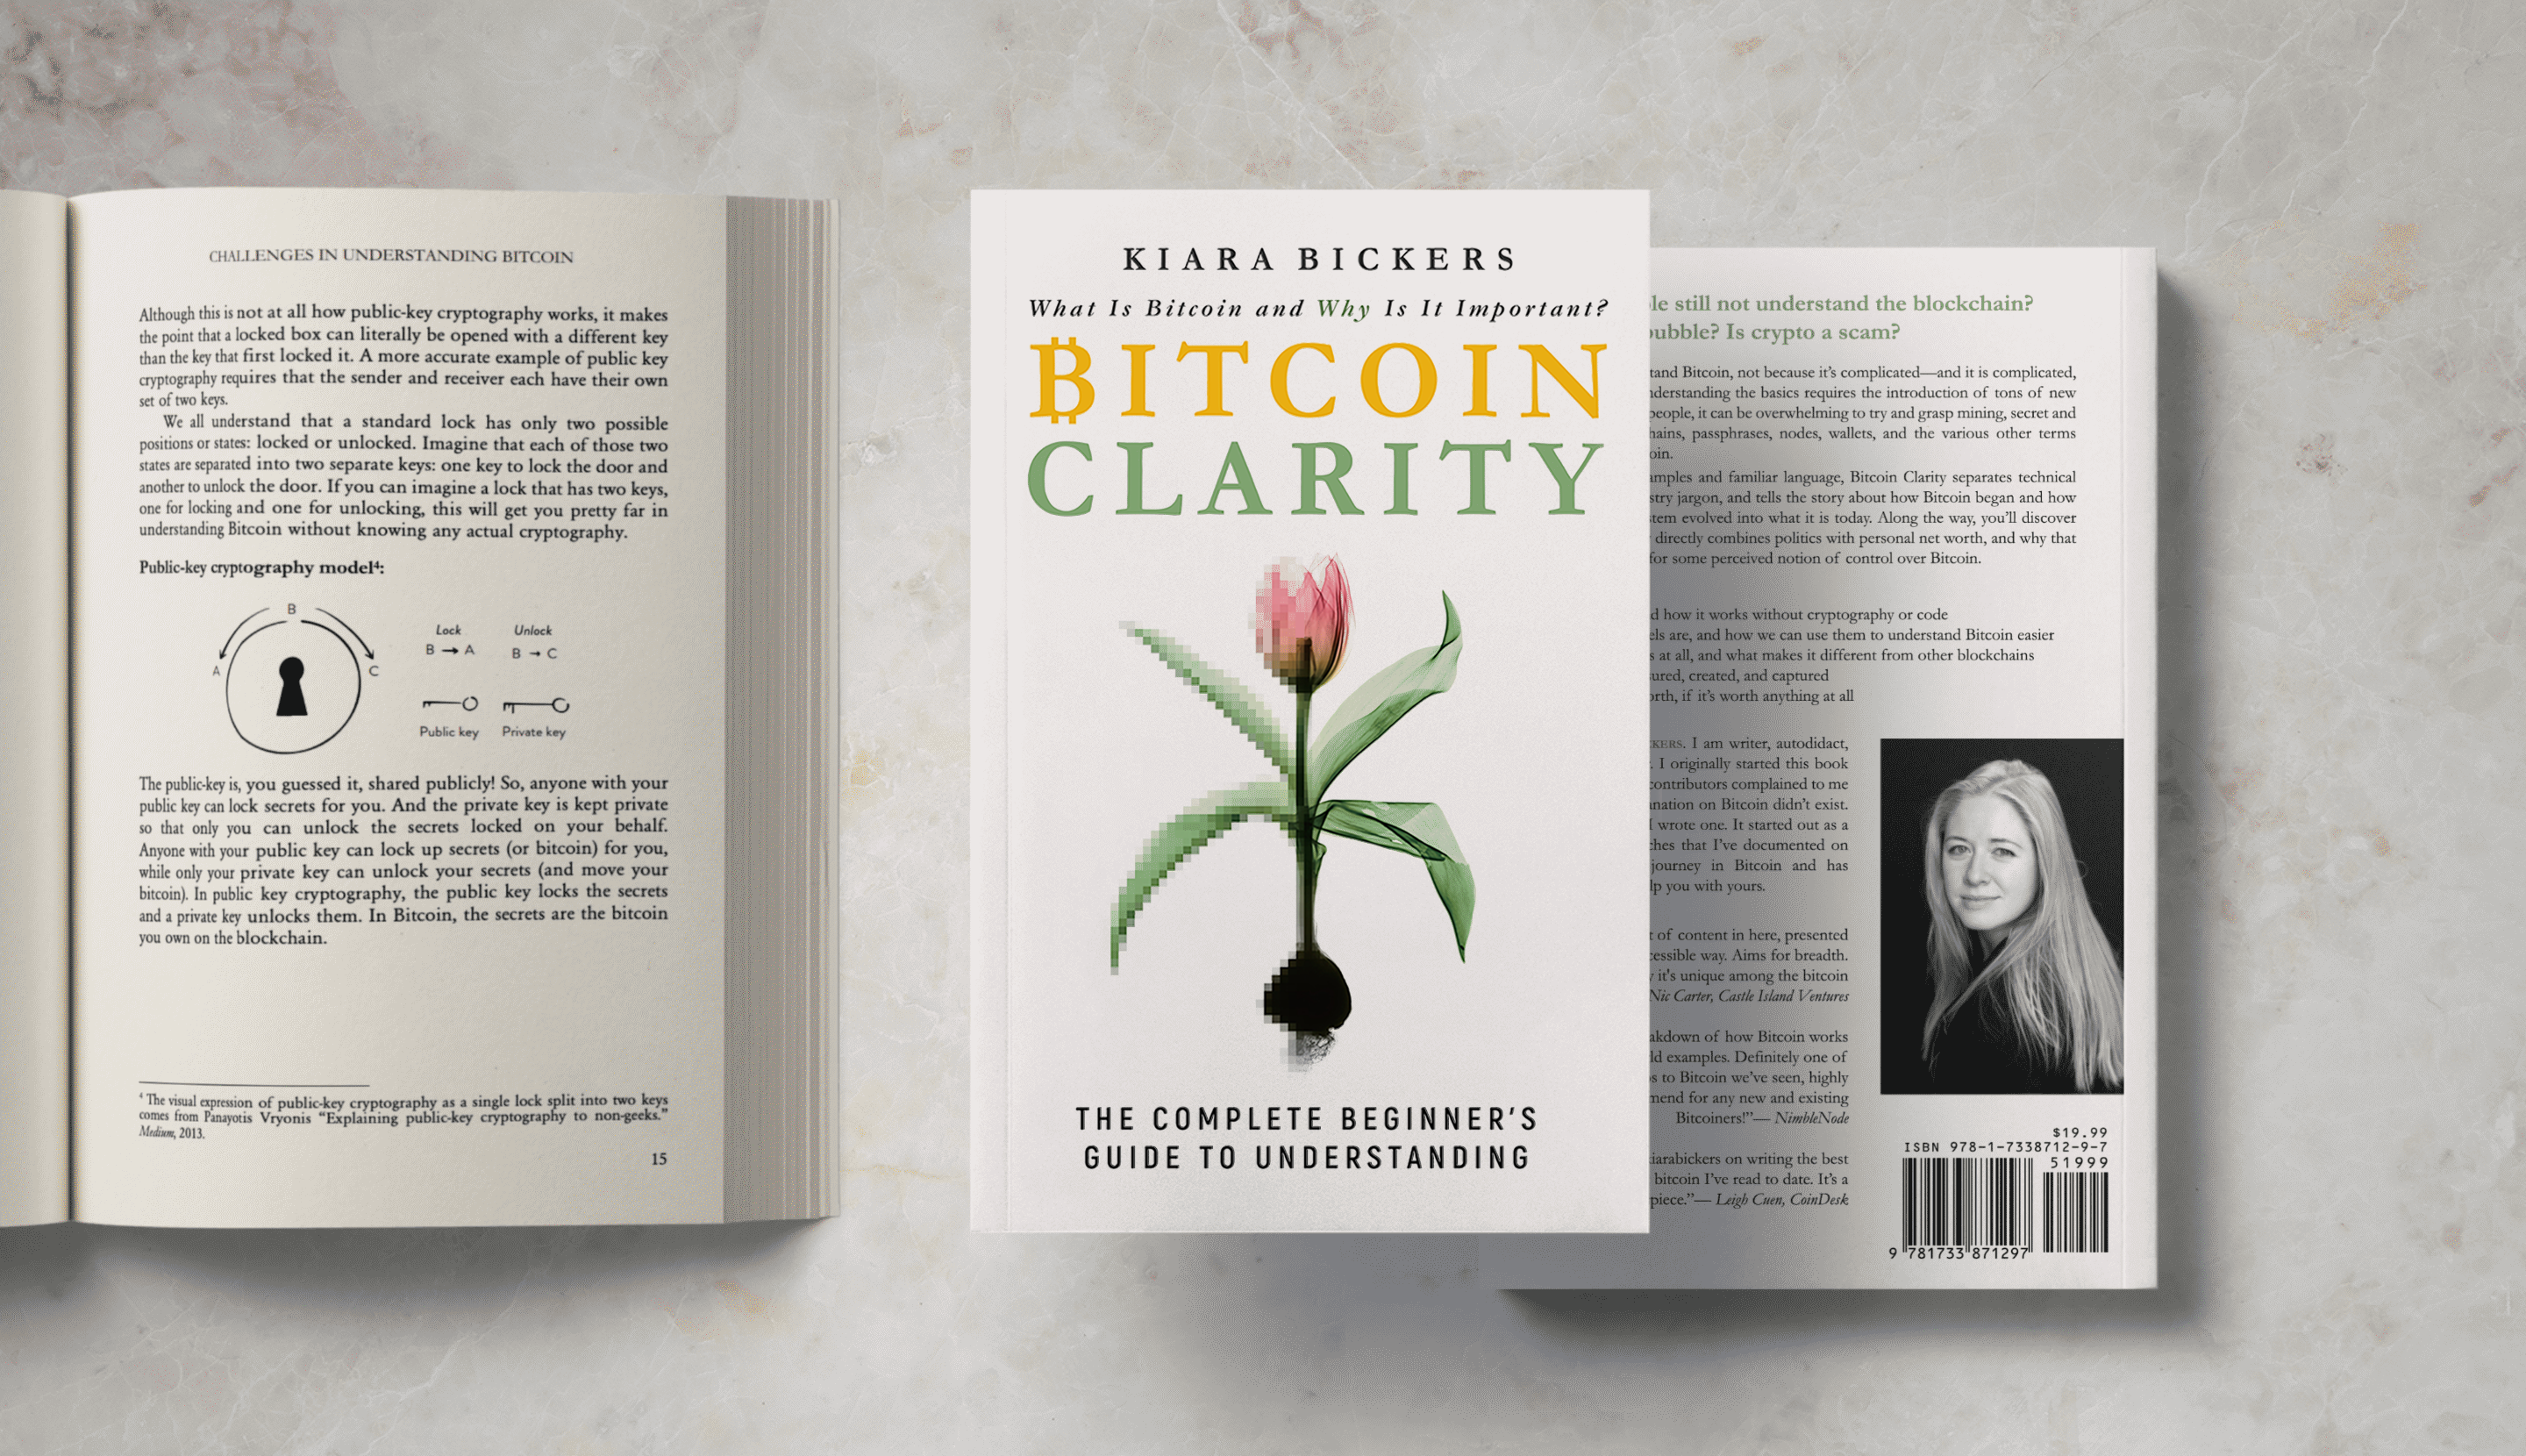 CHALLENGES IN UNDERSTANDING BITCOIN
Although this is not at all how public-key cryptography works, it makes
the point that a locked box can literally be opened with a different key
than the key that first locked it. A more accurate example of public key
cryptography requires that the sender and receiver each have their own
set of two keys.
We all understand that a standard lock has only two possible
positions or states: locked or unlocked. Imagine that each of those two
states are separated into two separate keys: one key to lock the door and
another to unlock the door. If you can imagine a lock that has two keys,
one for locking and one for unlocking, this will get you pretty far in
understanding Bitcoin without knowing any actual cryptography.
Public-key cryptography model⁴:
B
A
C
Lock
Unlock
B → A
B → C
Public key
Private key
The public-key is, you guessed it, shared publicly! So, anyone with your
public key can lock secrets for you. And the private key is kept private
so that only you can unlock the secrets locked on your behalf.
Anyone with your public key can lock up secrets (or bitcoin) for you,
while only your private key can unlock your secrets (and move your
bitcoin). In public key cryptography, the public key locks the secrets
and a private key unlocks them. In Bitcoin, the secrets are the bitcoin
you own on the blockchain.
⁴ The visual expression of public-key cryptography as a single lock split into two keys
comes from Panayotis Vryonis “Explaining public-key cryptography to non-geeks.”
Medium, 2013.
15
KIARA BICKERS
What Is Bitcoin and Why Is It Important?
₿ITCOIN
CLARITY
THE COMPLETE BEGINNER’S
GUIDE TO UNDERSTANDING
le still not understand the blockchain?
ubble? Is crypto a scam?
tand Bitcoin, not because it’s complicated—and it is complicated,
nderstanding the basics requires the introduction of tons of new
people, it can be overwhelming to try and grasp mining, secret and
hains, passphrases, nodes, wallets, and the various other terms
oin.
amples and familiar language, Bitcoin Clarity separates technical
stry jargon, and tells the story about how Bitcoin began and how
tem evolved into what it is today. Along the way, you’ll discover
directly combines politics with personal net worth, and why that
for some perceived notion of control over Bitcoin.
d how it works without cryptography or code
els are, and how we can use them to understand Bitcoin easier
s at all, and what makes it different from other blockchains
ured, created, and captured
orth, if it’s worth anything at all
KERS. I am writer, autodidact,
. I originally started this book
contributors complained to me
nation on Bitcoin didn’t exist.
I wrote one. It started out as a
ches that I’ve documented on
journey in Bitcoin and has
lp you with yours.
t of content in here, presented
cessible way. Aims for breadth.
y it's unique among the bitcoin
Nic Carter, Castle Island Ventures
akdown of how Bitcoin works
ld examples. Definitely one of
s to Bitcoin we’ve seen, highly
mend for any new and existing
Bitcoiners!”— NimbleNode
iarabickers on writing the best
bitcoin I’ve read to date. It’s a
piece.”— Leigh Cuen, CoinDesk
$19.99
ISBN 978-1-7338712-9-7
51999
9 781733 871297